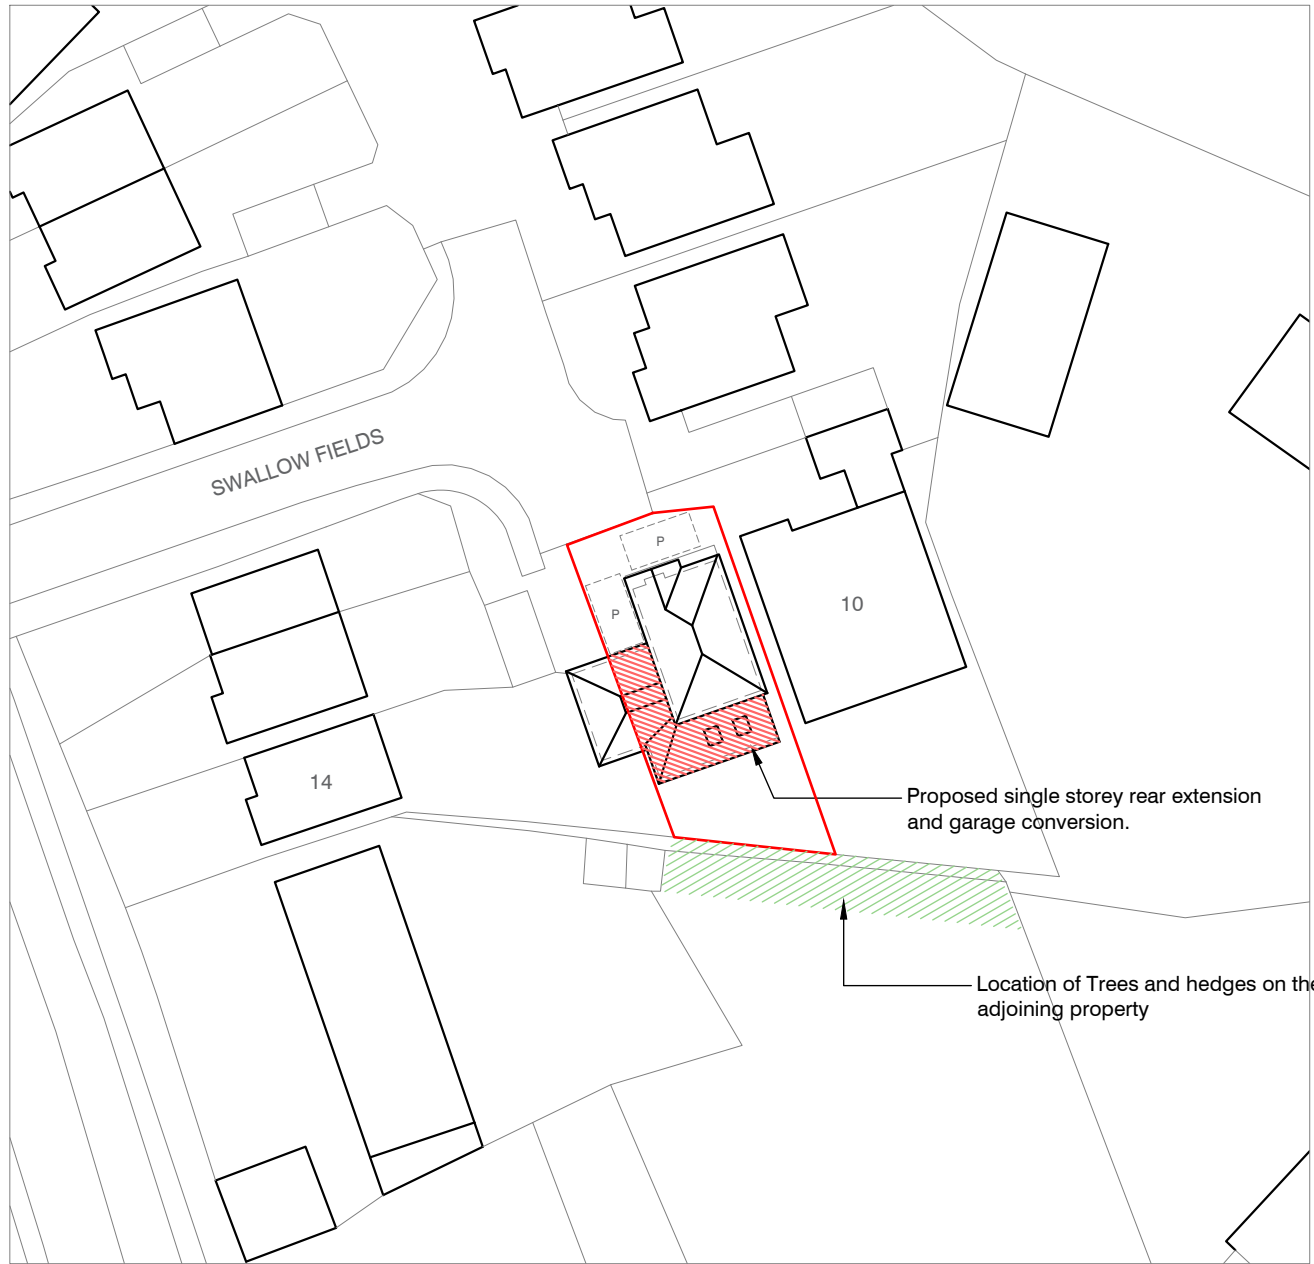 SWALLOW FIELDS
P
P
10
14
Proposed single storey rear extension
and garage conversion.
Location of Trees and hedges on the
adjoining property